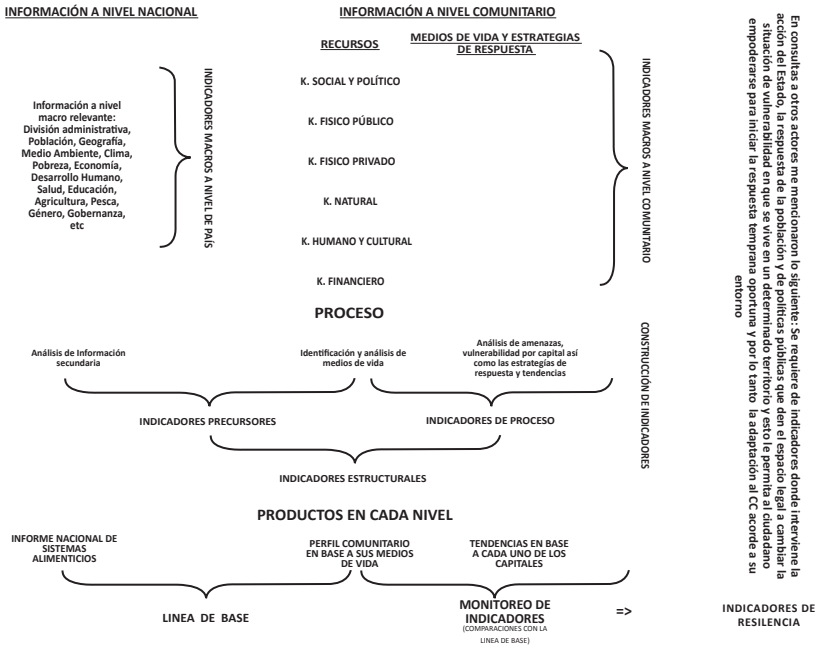 INFORMACIÓN A NIVEL NACIONAL
INFORMACIÓN A NIVEL COMUNITARIO
RECURSOS
MEDIOS DE VIDA Y ESTRATEGIAS
DE RESPUESTA
Información a nivel
macro relevante:
División administrativa,
Población, Geografía,
Medio Ambiente, Clima,
Pobreza, Economía,
Desarrollo Humano,
Salud, Educación,
Agricultura, Pesca,
Género, Gobernanza,
etc
INDICADORES MACROS A NIVEL DE PAÍS
K. SOCIAL Y POLÍTICO
K. FISICO PÚBLICO
K. FISICO PRIVADO
K. NATURAL
K. HUMANO Y CULTURAL
K. FINANCIERO
INDICADORES MACROS A NIVEL COMUNITARIO
PROCESO
Análisis de Información
secundaria
Identificación y análisis de
medios de vida
Análisis de amenazas,
vulnerabilidad por capital así
como las estrategías de
respuesta y tendencias
INDICADORES PRECURSORES
INDICADORES DE PROCESO
INDICADORES ESTRUCTURALES
CONSTRUCCIÓN DE INDICADORES
PRODUCTOS EN CADA NIVEL
INFORME NACIONAL DE
SISTEMAS
ALIMENTICIOS
PERFIL COMUNITARIO
EN BASE A SUS MEDIOS
DE VIDA
TENDENCIAS EN BASE
A CADA UNO DE LOS
CAPITALES
LINEA DE BASE
MONITOREO DE
INDICADORES
(COMPARACIONES CON LA
LINEA DE BASE)
=>
INDICADORES DE
RESILENCIA
En consultas a otros actores me mencionaron lo siguiente: Se requiere de indicadores donde interviene la
acción del Estado, la respuesta de la población y de políticas públicas que den el espacio legal a cambiar la
situación de vulnerabilidad en que se vive en un determinado territorio y esto le permita al ciudadano
empoderarse para iniciar la respuesta temprana oportuna y por lo tanto la adaptación al CC acorde a su
entorno